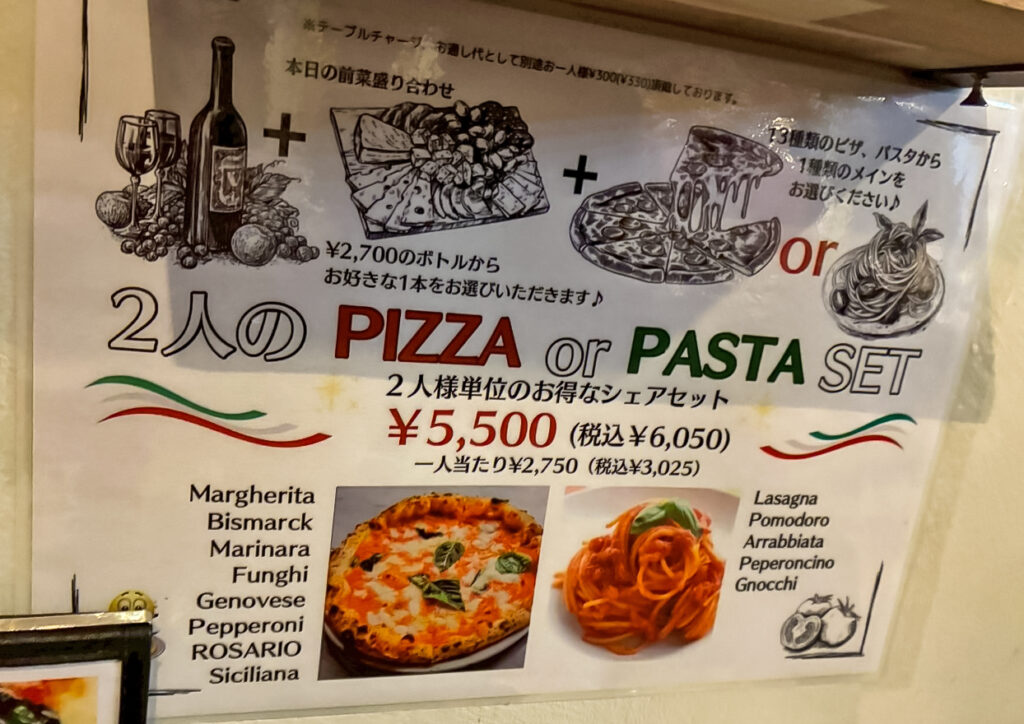 ※テーブルチャージ、お通し代として別途お一人様¥300(¥330)頂戴しております。
本日の前菜盛り合わせ
+
+
13種類のピザ、パスタから
1種類のメインを
お選びください♪
¥2,700のボトルから
お好きな1本をお選びいただきます♪
or
2人の PIZZA or PASTA SET
2人様単位のお得なシェアセット
¥5,500 (税込¥6,050)
一人当たり¥2,750 (税込¥3,025)
Margherita
Bismarck
Marinara
Funghi
Genovese
Pepperoni
ROSARIO
Siciliana
Lasagna
Pomodoro
Arrabbiata
Peperoncino
Gnocchi